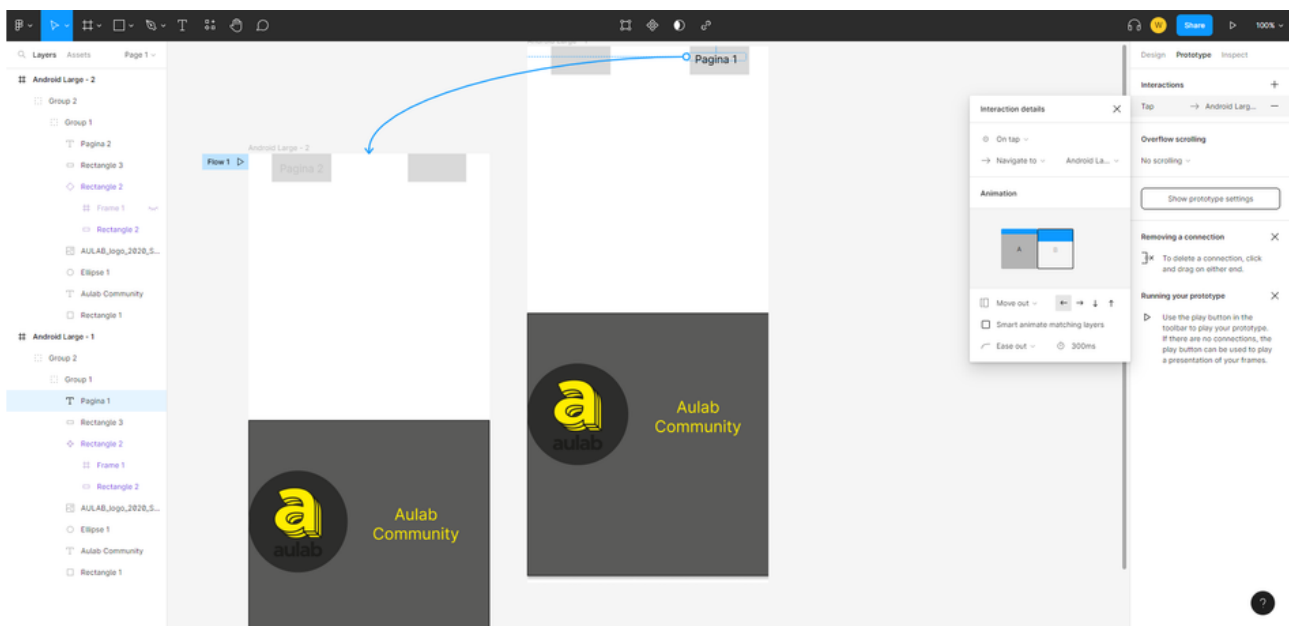 W
Share
100%
Layers
Assets
Page 1
Android Large - 2
Group 2
Group 1
Pagina 2
Rectangle 3
Rectangle 2
Frame 1
Rectangle 2
AULAB_logo_2020_S...
Ellipse 1
Aulab Community
Rectangle 1
Android Large - 1
Group 2
Group 1
Pagina 1
Rectangle 3
Rectangle 2
Frame 1
Rectangle 2
AULAB_logo_2020_S...
Ellipse 1
Aulab Community
Rectangle 1
Flow 1
Android Large - 2
Pagina 2
a
aulab
Aulab
Community
Android Large - 1
Pagina 1
a
aulab
Aulab
Community
Interaction details
On tap
Navigate to
Android La...
Animation
A
B
Move out
Smart animate matching layers
Ease out
300ms
Design
Prototype
Inspect
Interactions
Tap
Android Larg...
Overflow scrolling
No scrolling
Show prototype settings
Removing a connection
To delete a connection, click
and drag on either end.
Running your prototype
Use the play button in the
toolbar to play your prototype.
If there are no connections, the
play button can be used to play
a presentation of your frames.
?